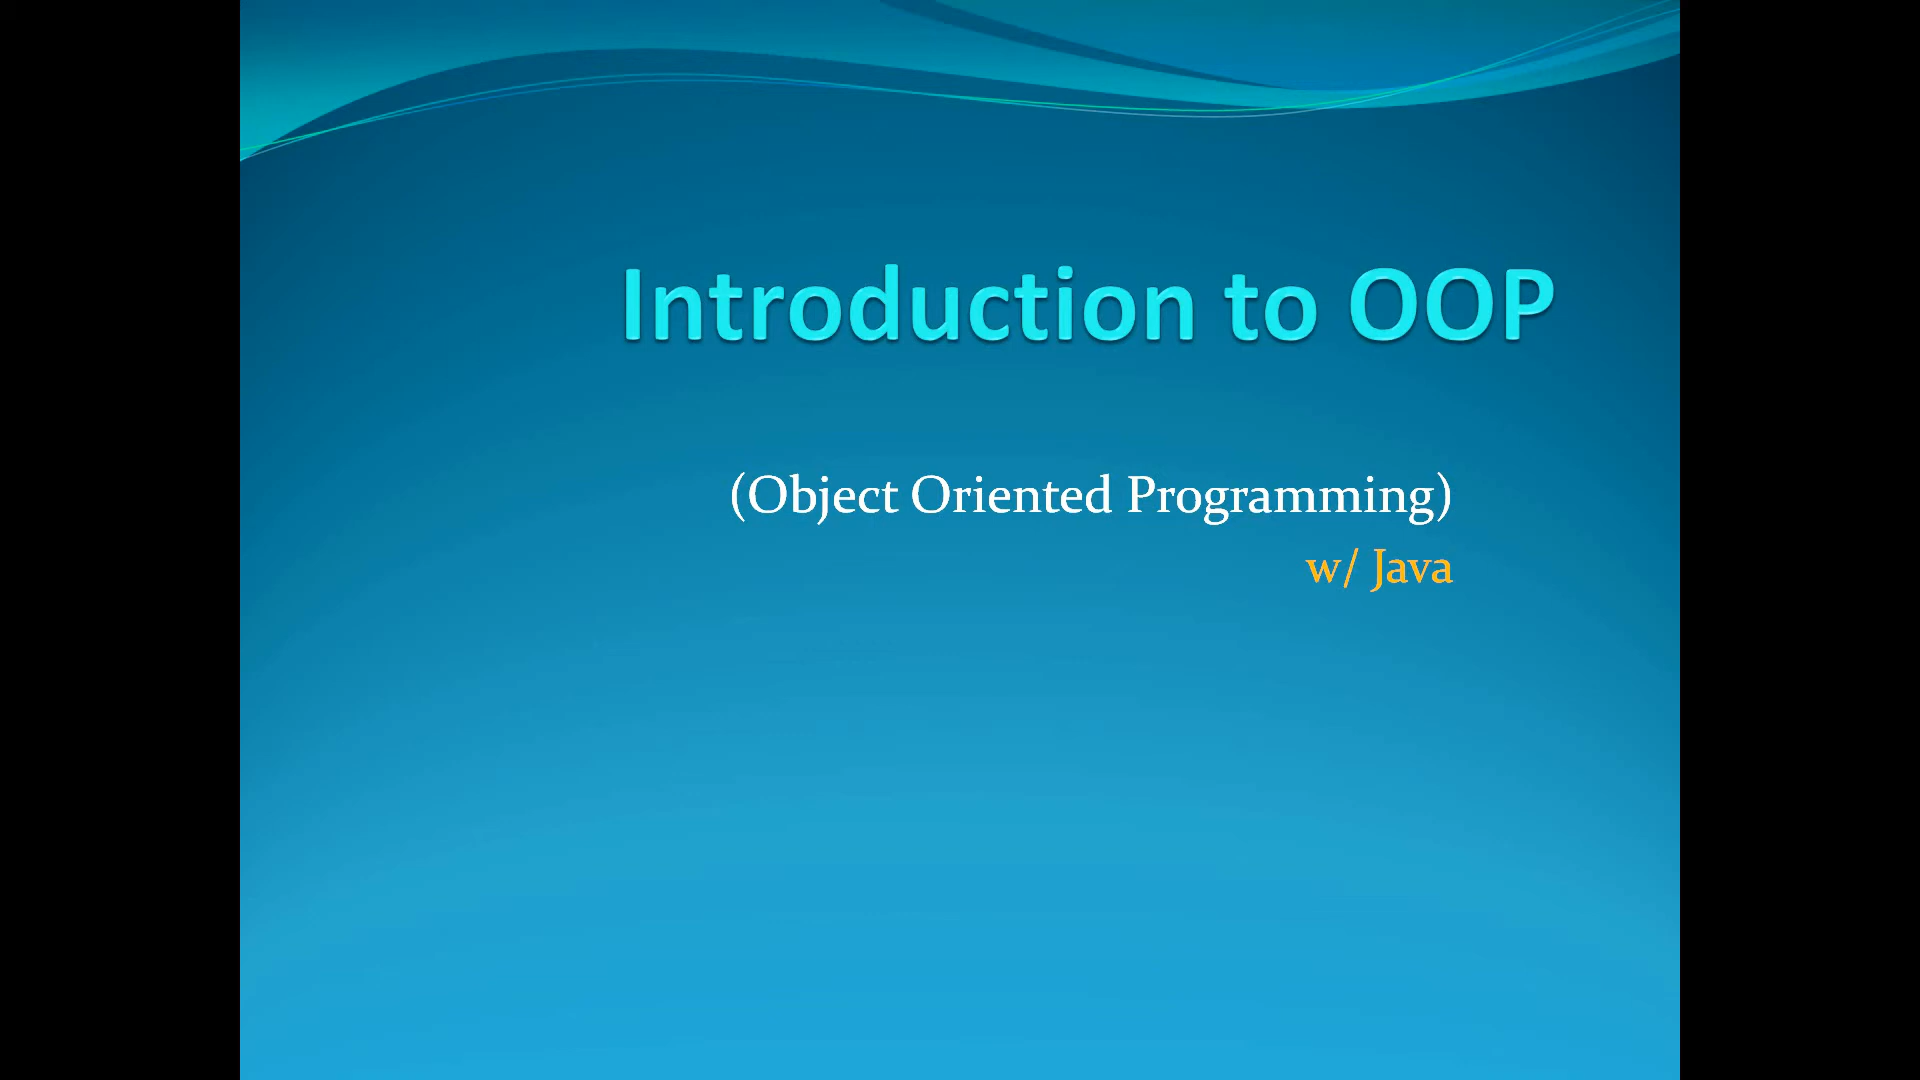 Introduction to OOP
(Object Oriented Programming)
w/ Java